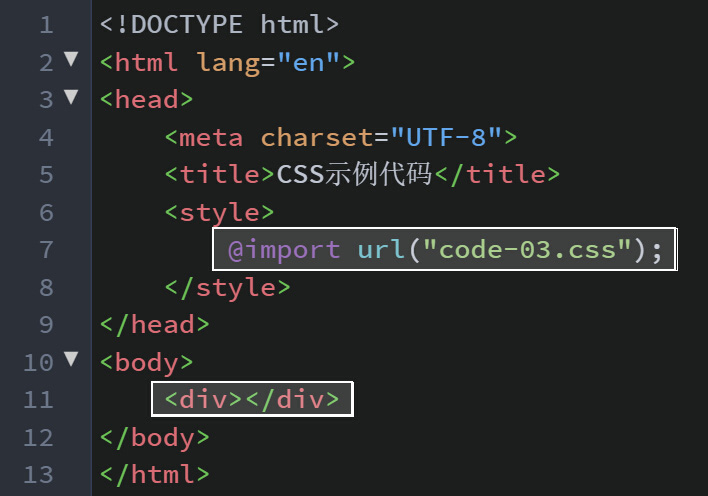 1 <!DOCTYPE html>
2 ▼ <html lang="en">
3 ▼ <head>
4 <meta charset="UTF-8">
5 <title>CSS示例代码</title>
6 <style>
7 @import url("code-03.css");
8 </style>
9 </head>
10 ▼ <body>
11 <div></div>
12 </body>
13 </html>